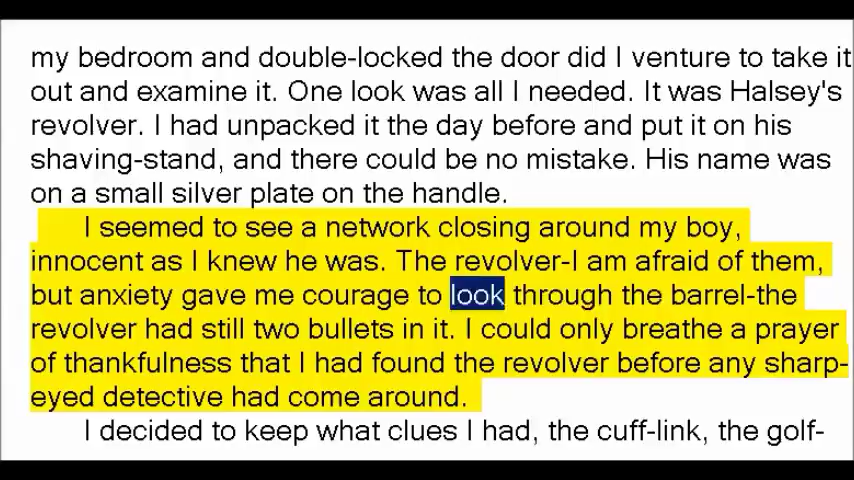 my bedroom and double-locked the door did I venture to take it
out and examine it. One look was all I needed. It was Halsey's
revolver. I had unpacked it the day before and put it on his
shaving-stand, and there could be no mistake. His name was
on a small silver plate on the handle.
I seemed to see a network closing around my boy,
innocent as I knew he was. The revolver-I am afraid of them,
but anxiety gave me courage to look through the barrel-the
revolver had still two bullets in it. I could only breathe a prayer
of thankfulness that I had found the revolver before any sharp-
eyed detective had come around.
I decided to keep what clues I had, the cuff-link, the golf-